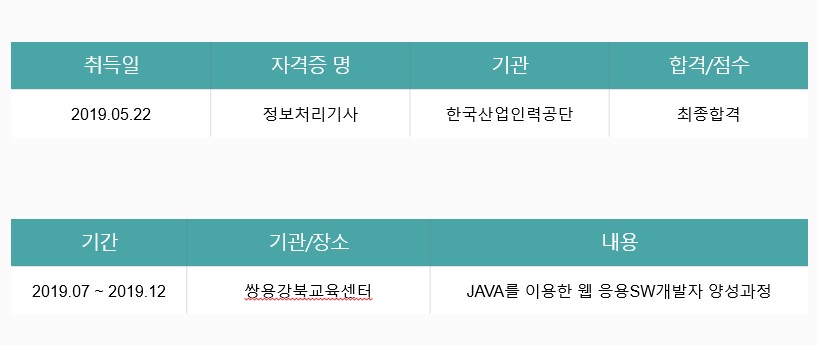 취득일 자격증 명 기관 합격/점수
2019.05.22 정보처리기사 한국산업인력공단 최종합격
기간 기관/장소 내용
2019.07 ~ 2019.12 쌍용강북교육센터 JAVA를 이용한 웹 응용SW개발자 양성과정